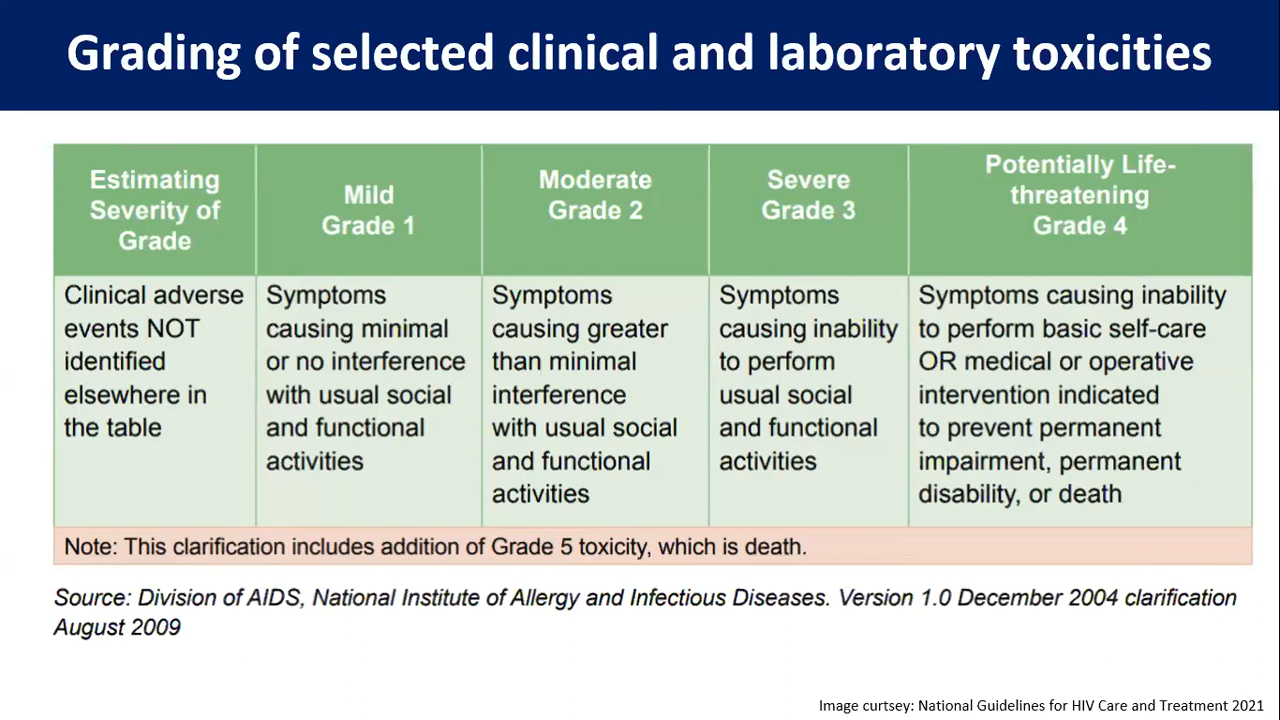 Grading of selected clinical and laboratory toxicities
Estimating
Severity of
Grade
Mild
Grade 1
Moderate
Grade 2
Severe
Grade 3
Potentially Life-
threatening
Grade 4
Clinical adverse
events NOT
identified
elsewhere in
the table
Symptoms
causing minimal
or no interference
with usual social
and functional
activities
Symptoms
causing greater
than minimal
interference
with usual social
and functional
activities
Symptoms
causing inability
to perform
usual social
and functional
activities
Symptoms causing inability
to perform basic self-care
OR medical or operative
intervention indicated
to prevent permanent
impairment, permanent
disability, or death
Note: This clarification includes addition of Grade 5 toxicity, which is death.
Source: Division of AIDS, National Institute of Allergy and Infectious Diseases. Version 1.0 December 2004 clarification
August 2009
Image curtsey: National Guidelines for HIV Care and Treatment 2021